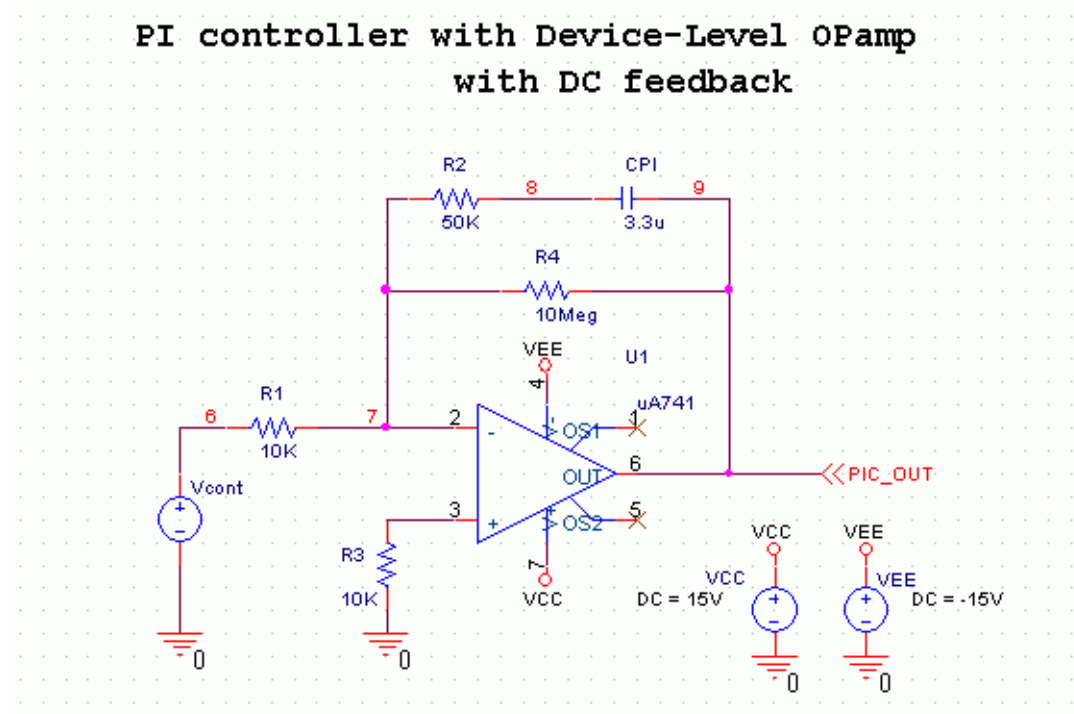 PI controller with Device-Level OPamp
with DC feedback
R2 8 CPI 9
50K 3.3u
R4
10Meg
VEE U1
4
R1 uA741
6 7 2 1
10K - OS1
Vcont OUT 6 PIC_OUT
+ 3 + OS2 5
-
R3 7 VCC VEE
10K VCC DC = 15V VCC VEE DC = -15V
+ - + -
0 0 0 0